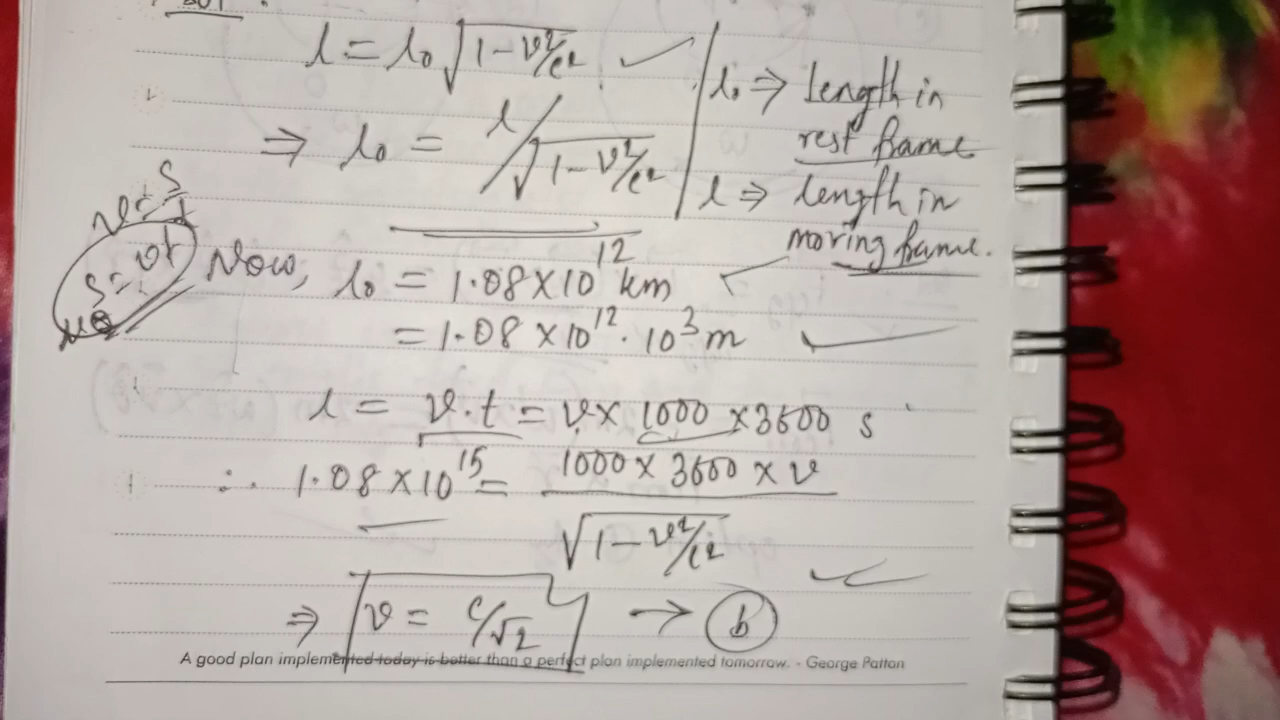 Sol :
l = l₀ √1 - v²/c² ✓
l₀ ⇒ length in rest frame
⇒ l₀ = l/√1 - v²/c²
l ⇒ length in moving frame.
v = s/t
s = vt
Now, l₀ = 1.08 × 10¹² km
= 1.08 × 10¹² · 10³ m
l = v.t = v × 1000 × 3600 s
∴ 1.08 × 10¹⁵ = 1000 × 3600 × v / √1 - v²/c²
⇒ v = c/√2 → (b)
A good plan implemented today is better than a perfect plan implemented tomorrow. - George Patton